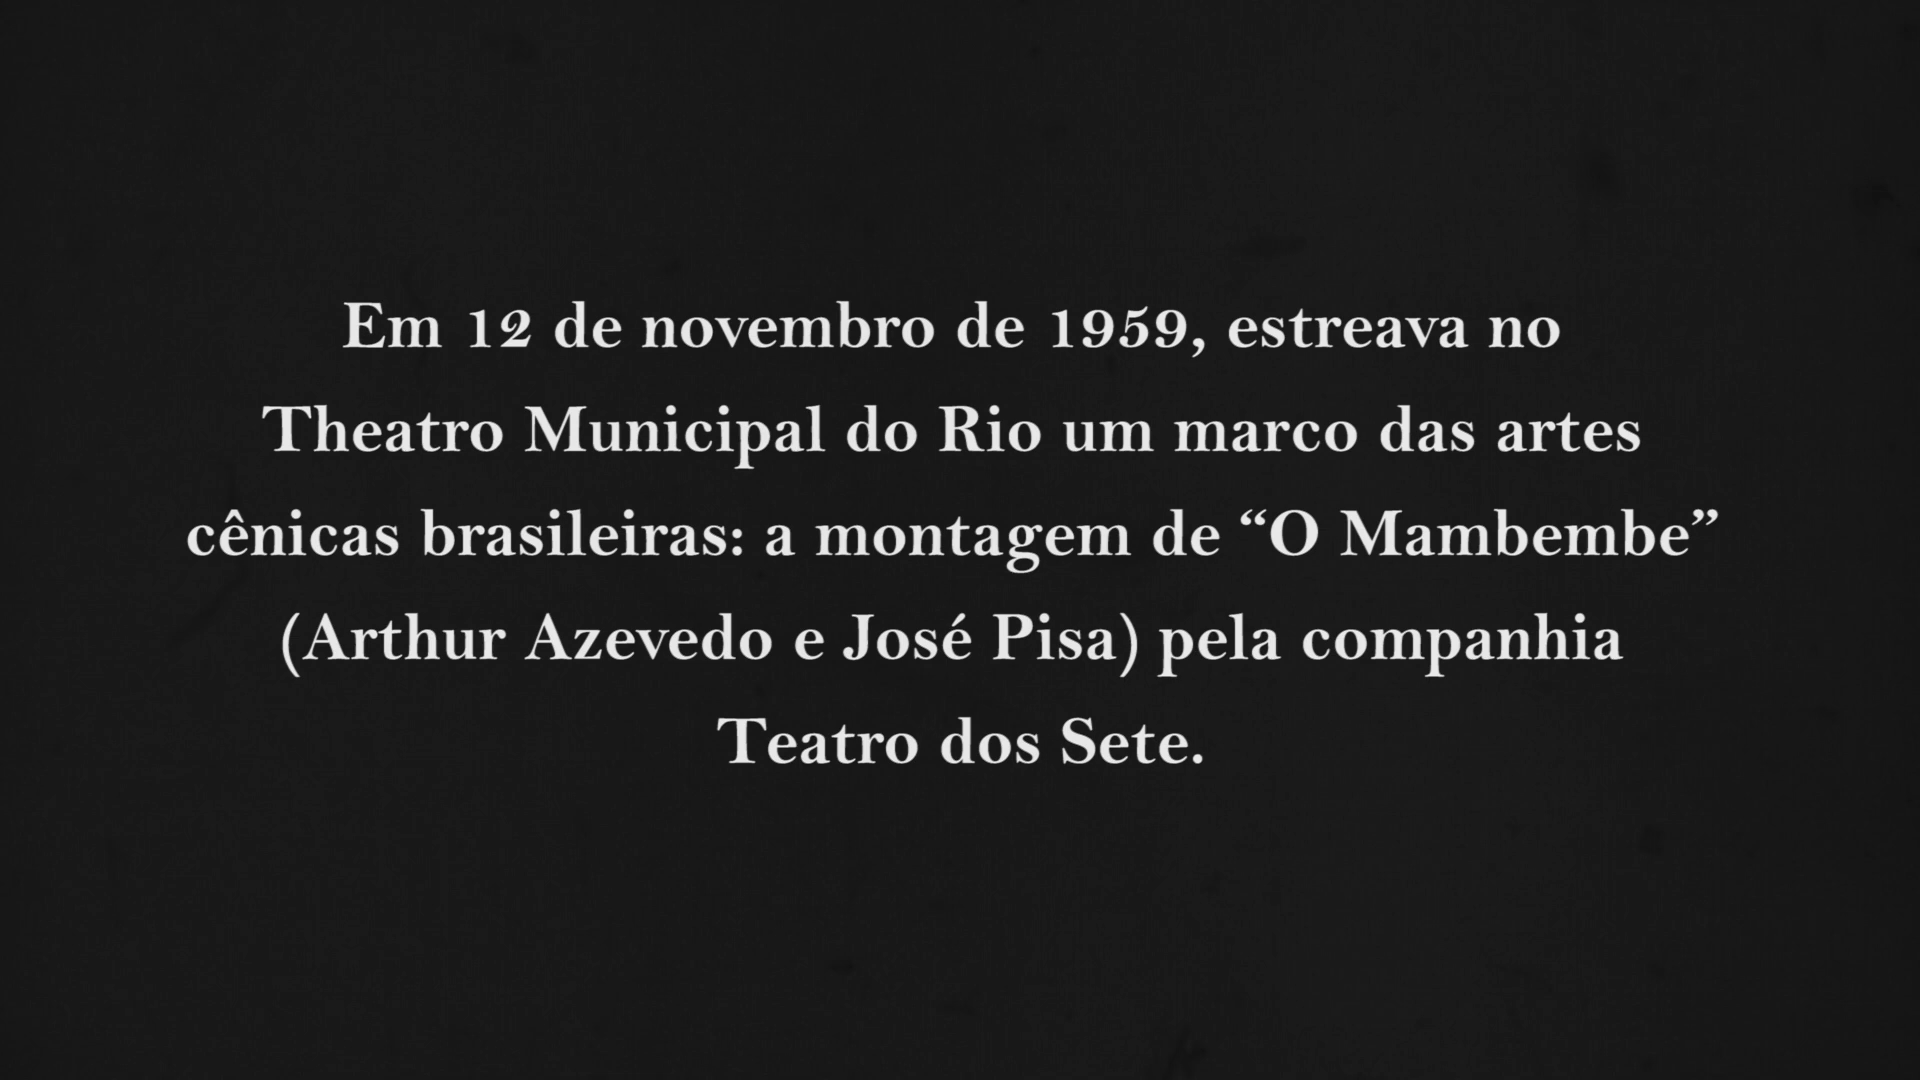 Em 12 de novembro de 1959, estreava no
Theatro Municipal do Rio um marco das artes
cênicas brasileiras: a montagem de “O Mambembe”
(Arthur Azevedo e José Pisa) pela companhia
Teatro dos Sete.